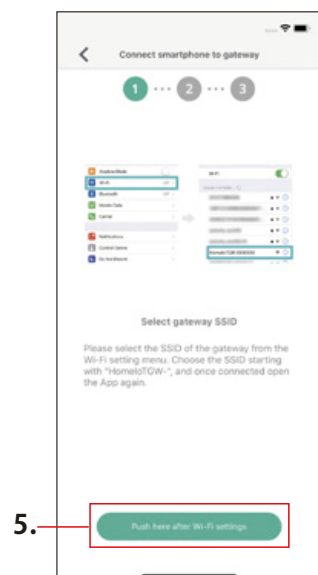 Connect smartphone to gateway
1 ... 2 ... 3
Airplane Mode
Wi-Fi
Off
Bluetooth
Off
Mobile Data
Carrier
Notifications
Control Centre
Do Not Disturb
Wi-Fi
Select gateway SSID
Please select the SSID of the gateway from the
Wi-Fi setting menu. Choose the SSID starting
with "HomeIoTGW-", and once connected open
the App again.
5.
Push here after Wi-Fi settings